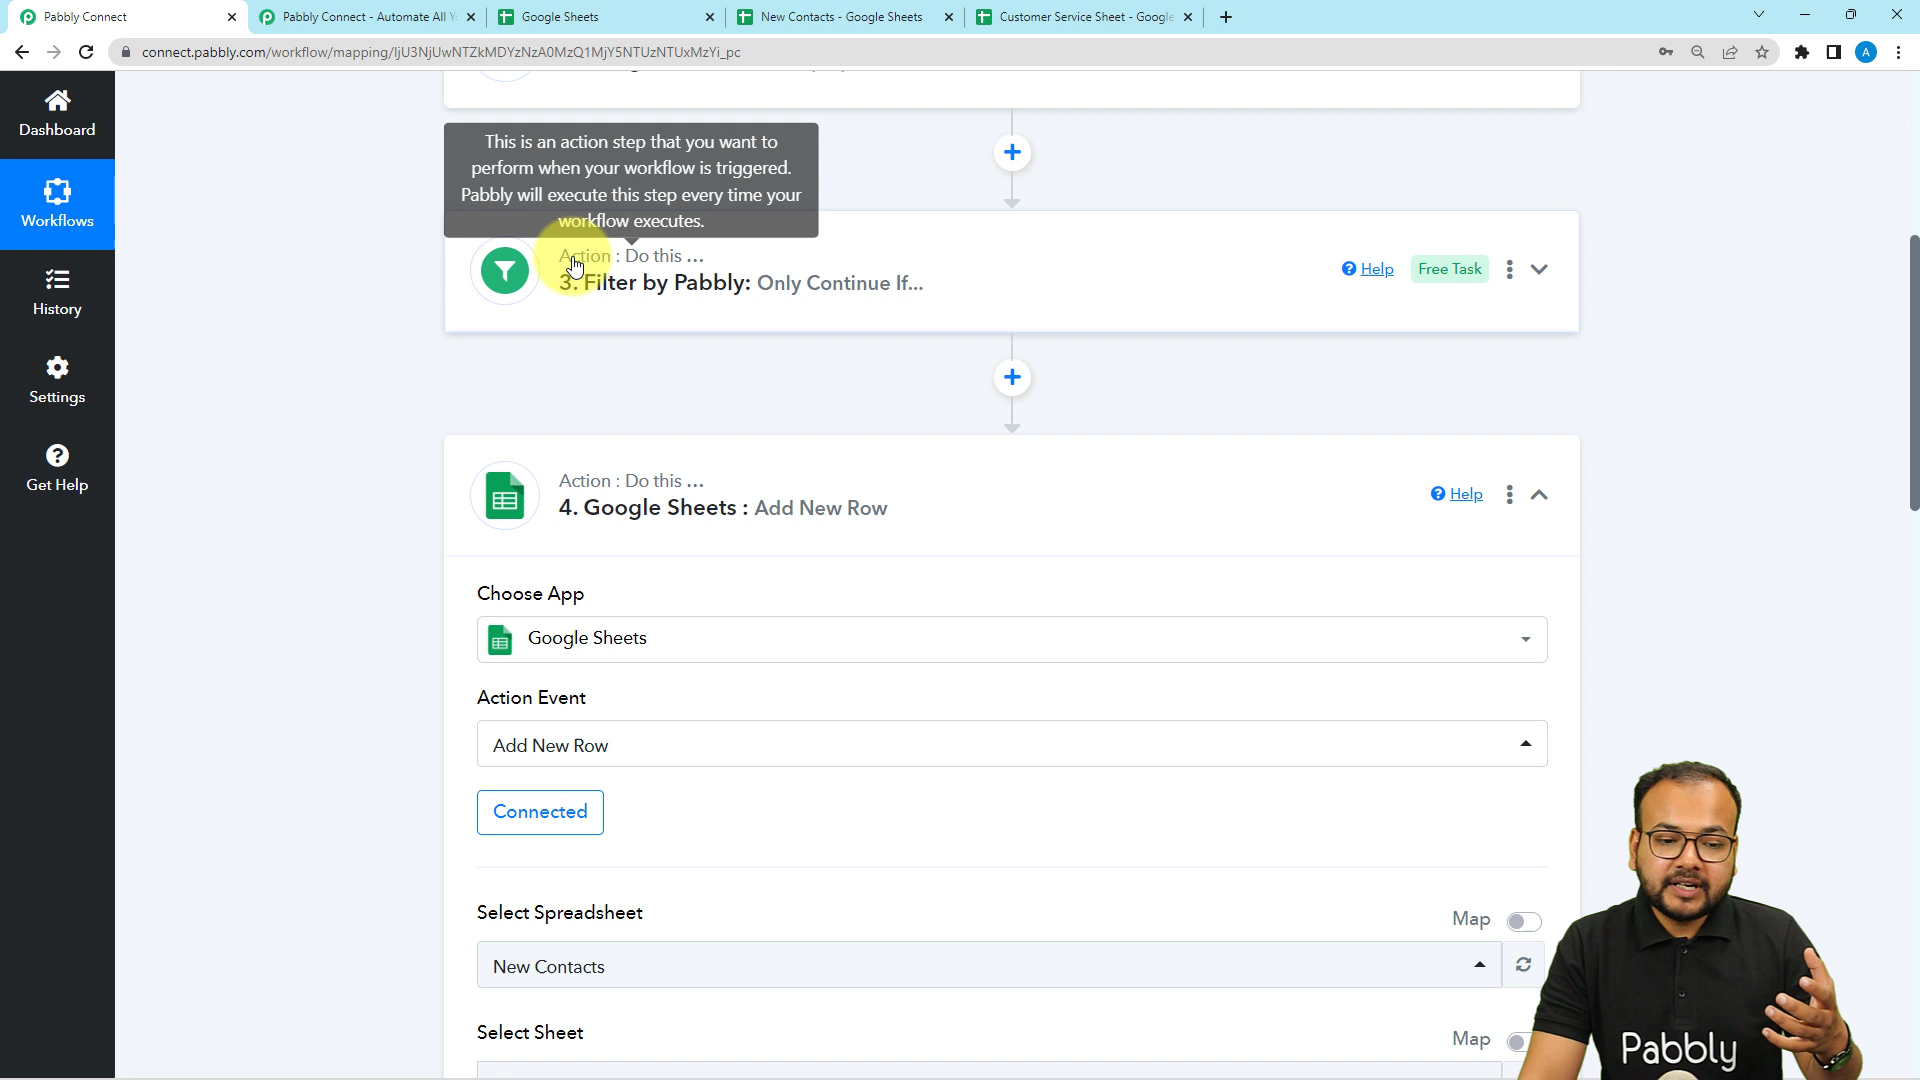 Pabbly Connect
Pabbly Connect - Automate All Y
Google Sheets
New Contacts - Google Sheets
Customer Service Sheet - Google
connect.pabbly.com/workflow/mapping/IjU3NjUwNTZkMDYzNzA0MzQ1MjY5NTUzNTUxMzYi_pc
A
Dashboard
Workflows
History
Settings
Get Help
This is an action step that you want to
perform when your workflow is triggered.
Pabbly will execute this step every time your
workflow executes.
Action : Do this ...
3. Filter by Pabbly: Only Continue If...
Help
Free Task
Action : Do this ...
4. Google Sheets : Add New Row
Help
Choose App
Google Sheets
Action Event
Add New Row
Connected
Select Spreadsheet
Map
New Contacts
Select Sheet
Map
Pabbly